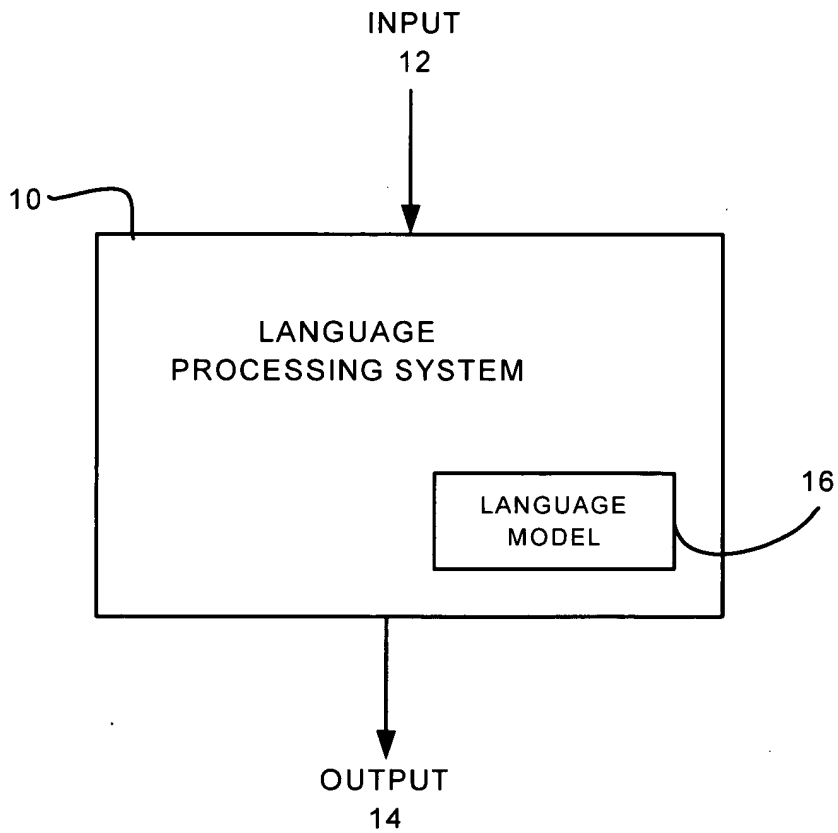 INPUT
12
10
LANGUAGE
PROCESSING SYSTEM
LANGUAGE
MODEL
16
OUTPUT
14